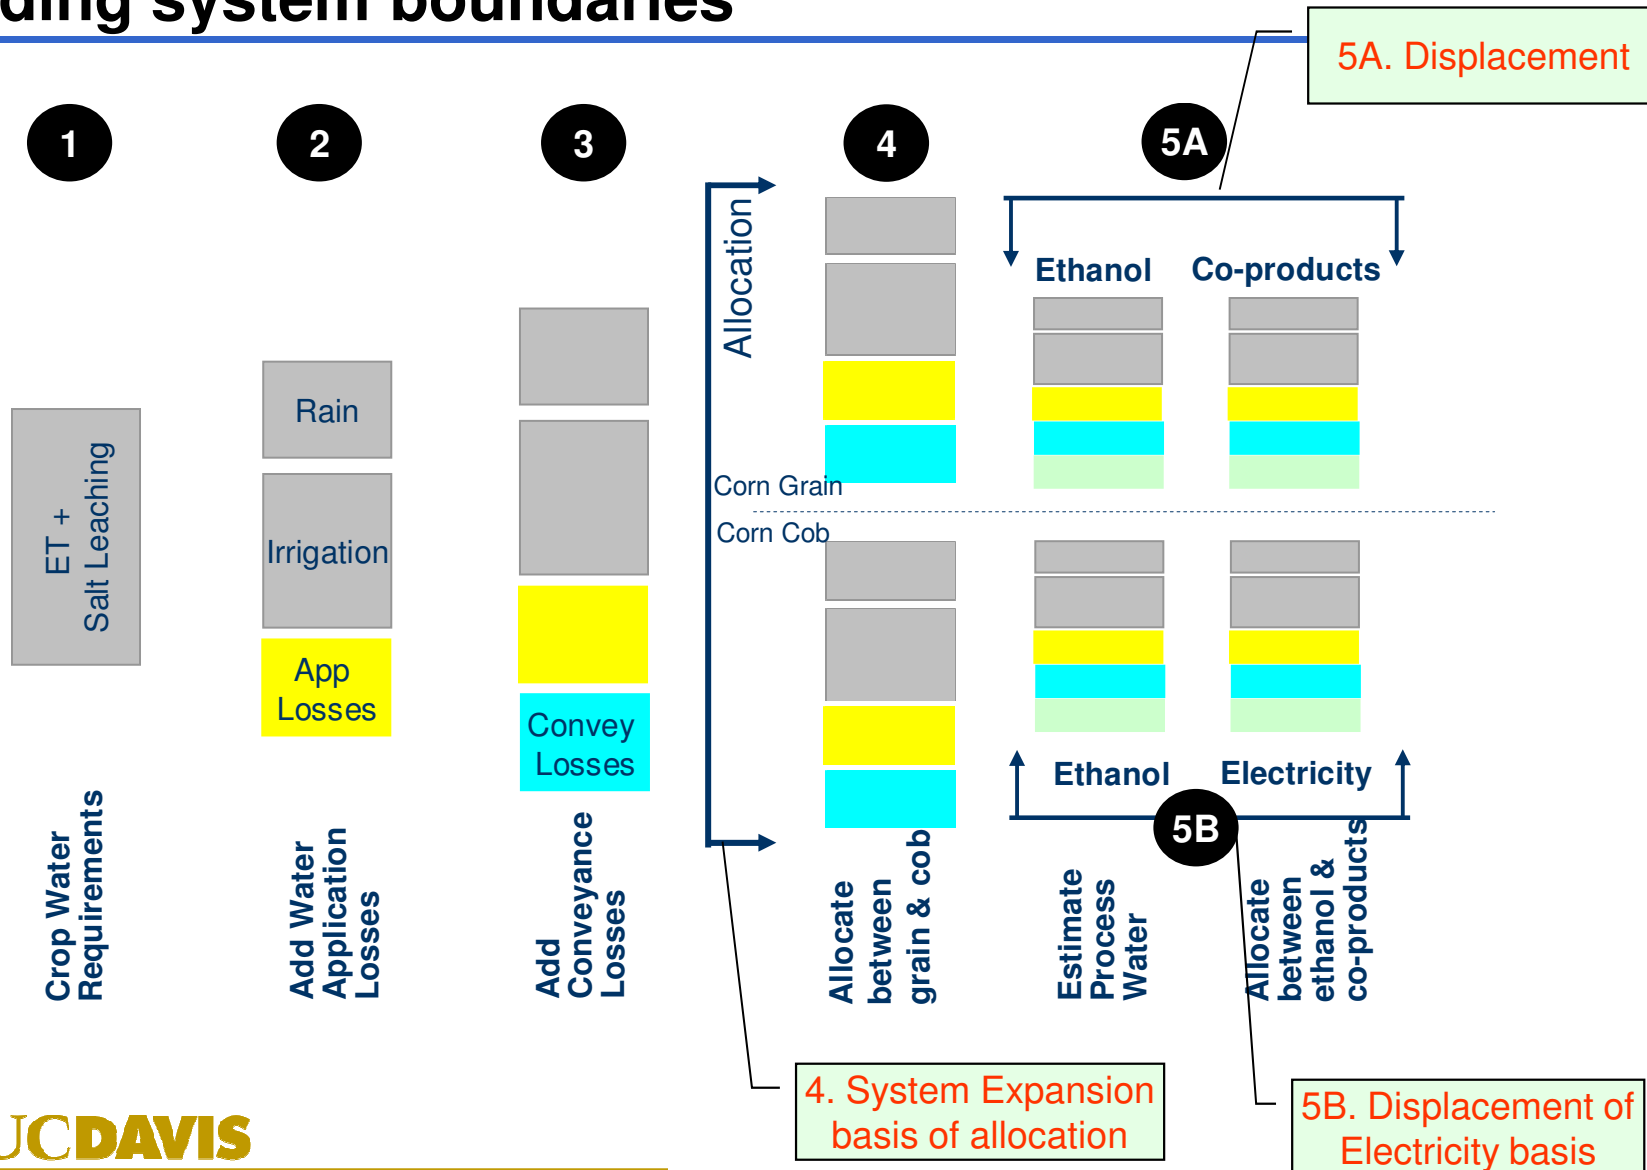 system boundaries
5A. Displacement
1
2
3
4
5A
Allocation
Ethanol
Co-products
Rain
Irrigation
ET +
Salt Leaching
App
Losses
Convey
Losses
Corn Grain
Corn Cob
Ethanol
Electricity
5B
Crop Water
Requirements
Add Water
Application
Losses
Add
Conveyance
Losses
Allocate
between
grain & cob
Estimate
Process
Water
Allocate
between
ethanol &
co-products
4. System Expansion
basis of allocation
5B. Displacement of
Electricity basis
UCDAVIS